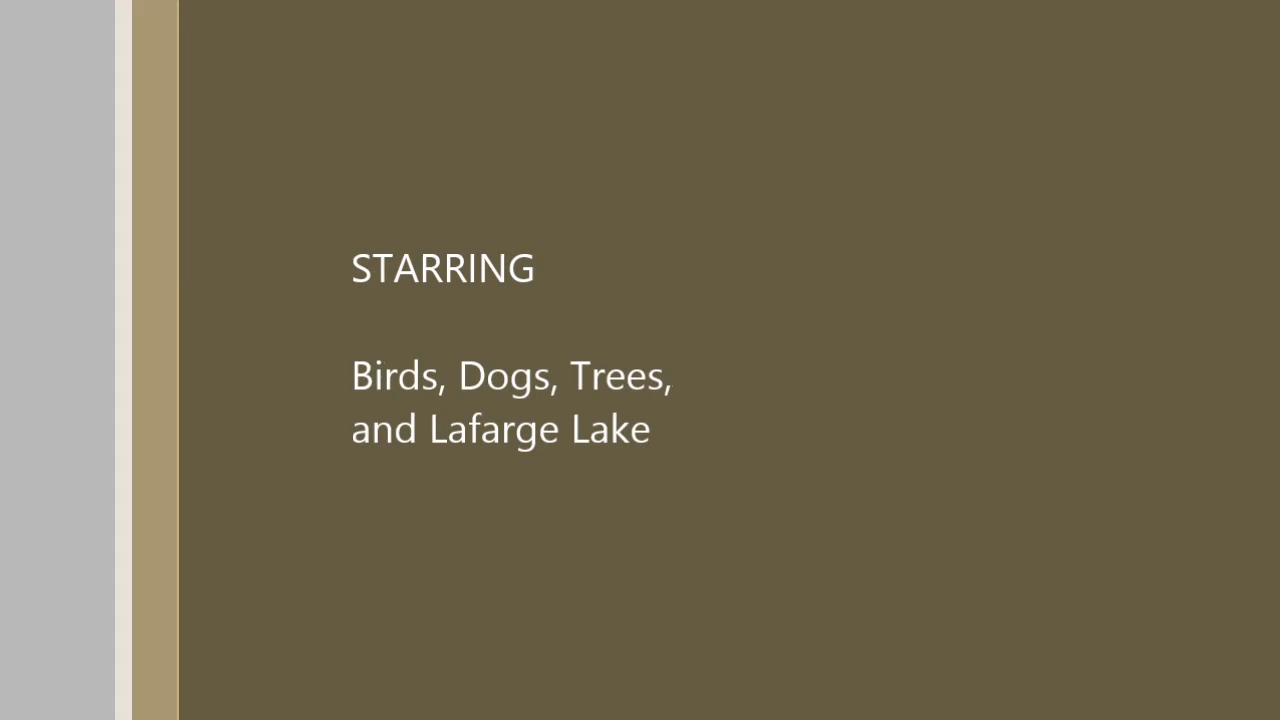 STARRING
Birds, Dogs, Trees,
and Lafarge Lake